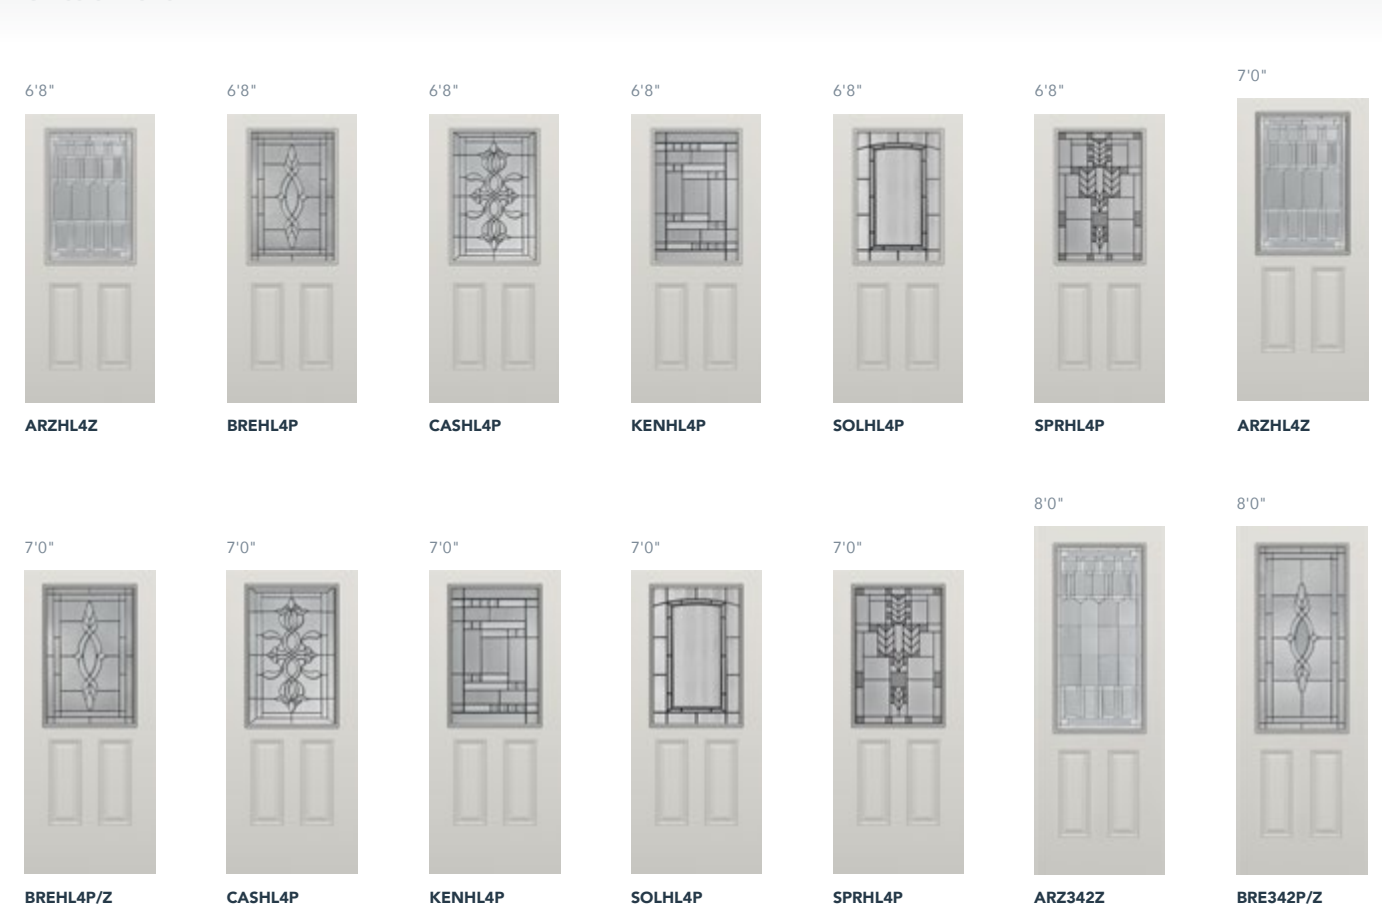 6'8"
6'8"
6'8"
6'8"
6'8"
6'8"
7'0"
ARZHL4Z
BREHL4P
CASHL4P
KENHL4P
SOLHL4P
SPRHL4P
ARZHL4Z
7'0"
7'0"
7'0"
7'0"
7'0"
8'0"
8'0"
BREHL4P/Z
CASHL4P
KENHL4P
SOLHL4P
SPRHL4P
ARZ342Z
BRE342P/Z